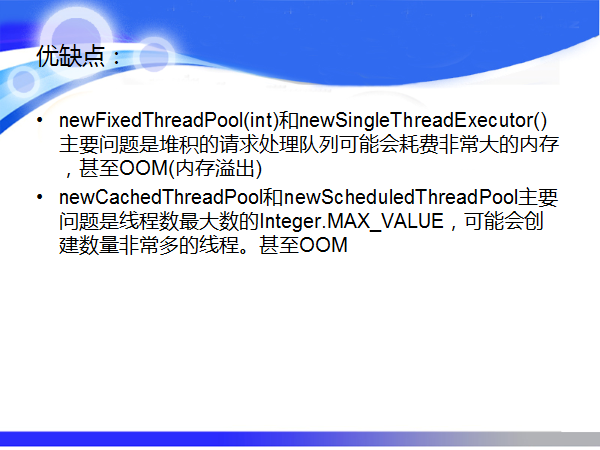 优缺点：
• newFixedThreadPool(int)和newSingleThreadExecutor()
主要问题是堆积的请求处理队列可能会耗费非常大的内存
，甚至OOM(内存溢出)
• newCachedThreadPool和newScheduledThreadPool主要
问题是线程数最大数的Integer.MAX_VALUE，可能会创
建数量非常多的线程。甚至OOM